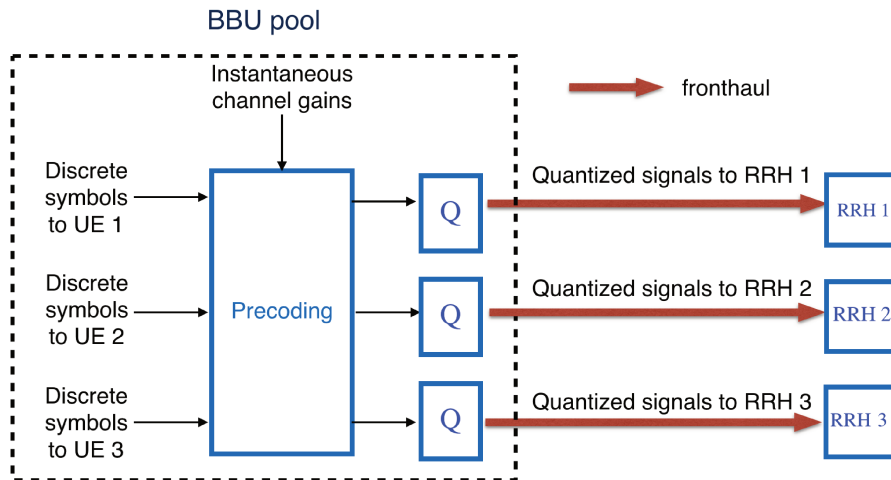 BBU pool
Instantaneous
channel gains
fronthaul
Discrete
symbols
to UE 1
Q
Quantized signals to RRH 1
RRH 1
Discrete
symbols
to UE 2
Precoding
Q
Quantized signals to RRH 2
RRH 2
Discrete
symbols
to UE 3
Q
Quantized signals to RRH 3
RRH 3